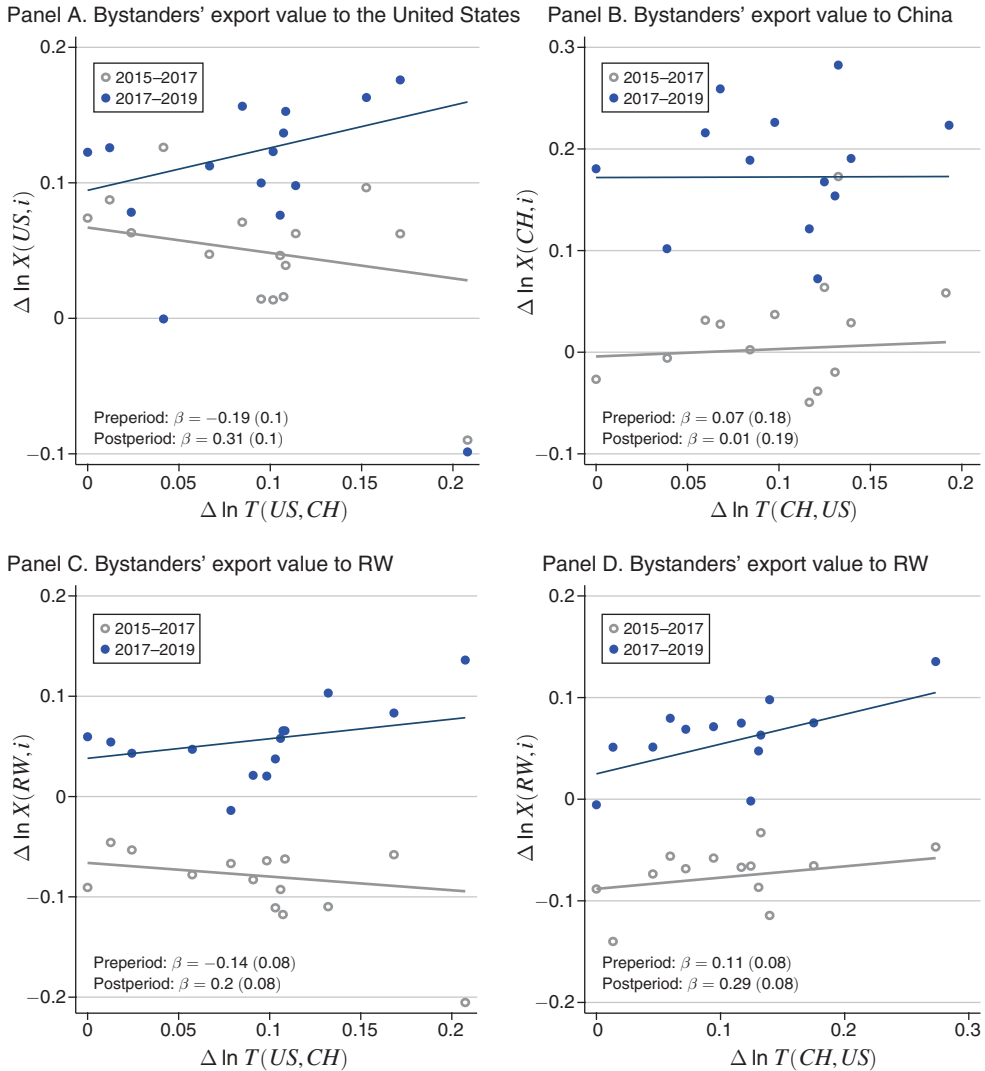 Panel A. Bystanders' export value to the United States
0.2
0.1
0
−0.1
Δ ln X(US,i)
2015–2017
2017–2019
Preperiod: β = −0.19 (0.1)
Postperiod: β = 0.31 (0.1)
0 0.05 0.1 0.15 0.2
Δ ln T(US,CH)
Panel B. Bystanders' export value to China
0.3
0.2
0.1
0
−0.1
Δ ln X(CH,i)
2015–2017
2017–2019
Preperiod: β = 0.07 (0.18)
Postperiod: β = 0.01 (0.19)
0 0.05 0.1 0.15 0.2
Δ ln T(CH,US)
Panel C. Bystanders' export value to RW
0.2
0.1
0
−0.1
−0.2
Δ ln X(RW,i)
2015–2017
2017–2019
Preperiod: β = −0.14 (0.08)
Postperiod: β = 0.2 (0.08)
0 0.05 0.1 0.15 0.2
Δ ln T(US,CH)
Panel D. Bystanders' export value to RW
0.2
0.1
0
−0.1
−0.2
Δ ln X(RW,i)
2015–2017
2017–2019
Preperiod: β = 0.11 (0.08)
Postperiod: β = 0.29 (0.08)
0 0.1 0.2 0.3
Δ ln T(CH,US)